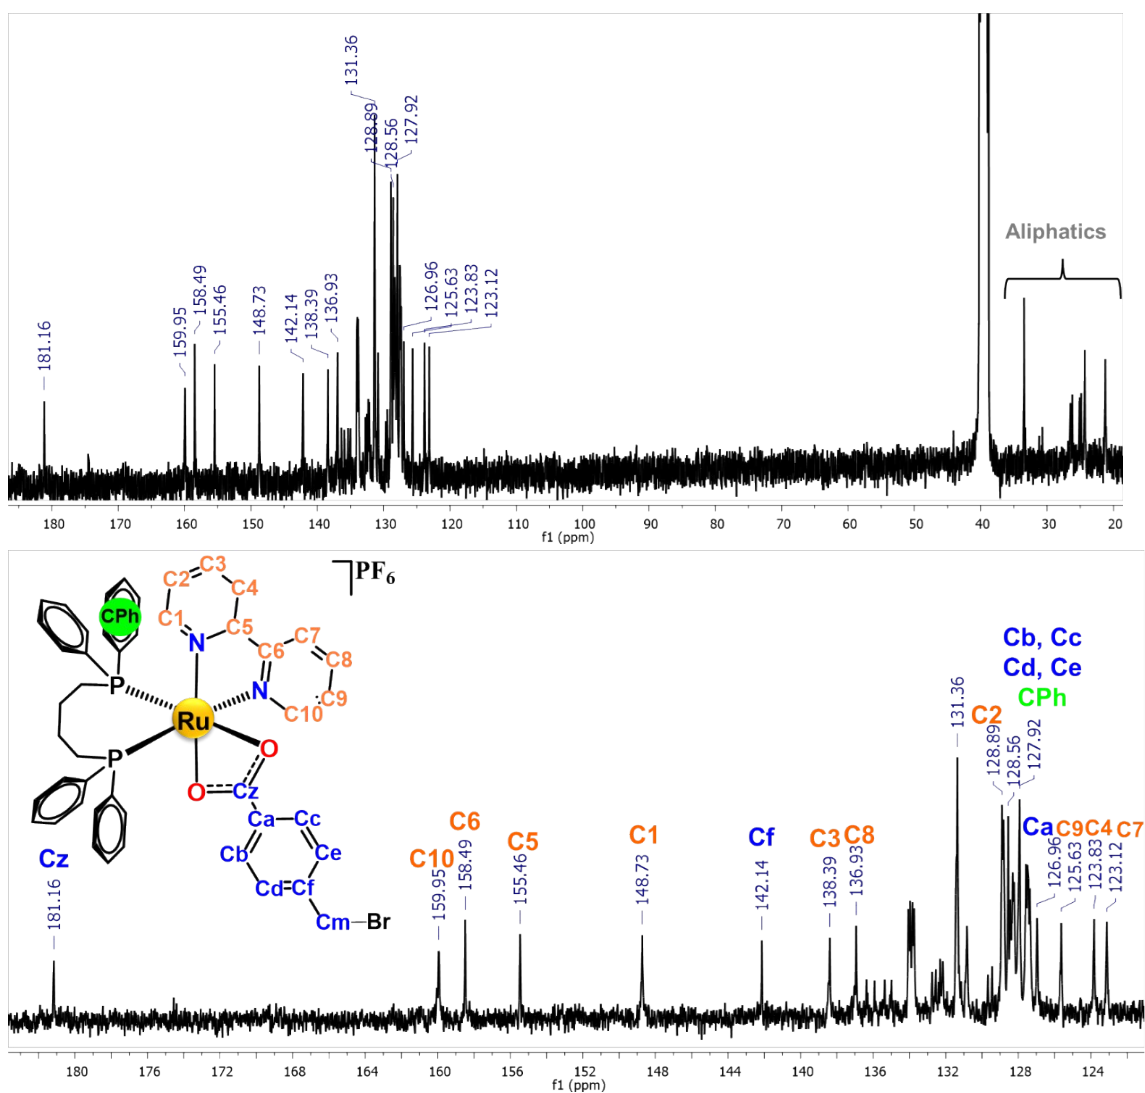 131.36
128.89
128.56
127.92
181.16
159.95
158.49
155.46
148.73
142.14
138.39
136.93
126.96
125.63
123.83
123.12
Aliphatics
180 170 160 150 140 130 120 110 100 90 80 70 60 50 40 30 20
f1 (ppm)
PF6
C3
C2
C4
CPh
C1
C5
C7
N
C6
C8
P
N
C9
C10
Ru
P
O
O
Cz
Ca
Cc
Cb
Ce
Cd
Cf
Cm
Br
Cb, Cc
Cd, Ce
CPh
C2
Cz
C10
C6
C5
C1
Cf
C3
C8
Ca
C9
C4
C7
181.16
159.95
158.49
155.46
148.73
142.14
138.39
136.93
131.36
128.89
128.56
127.92
126.96
125.63
123.83
123.12
180 176 172 168 164 160 156 152 148 144 140 136 132 128 124
f1 (ppm)